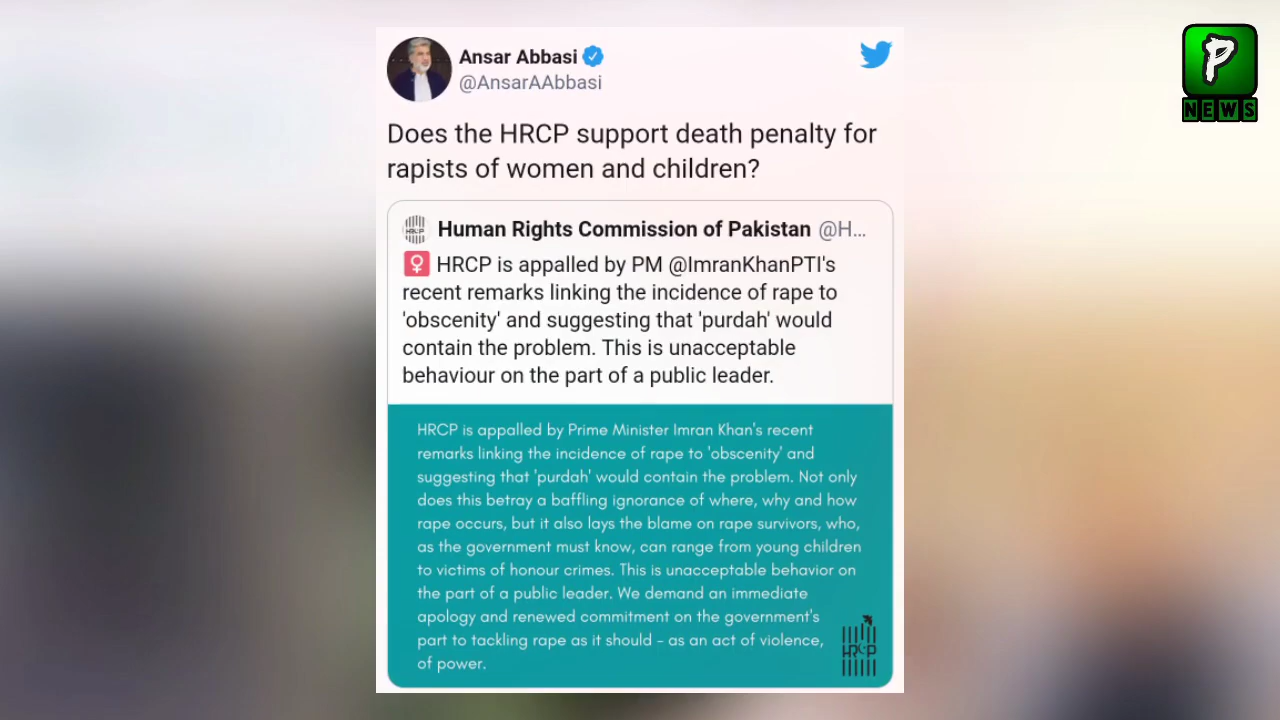 Ansar Abbasi
@AnsarAAbbasi
P
NEWS
Does the HRCP support death penalty for
rapists of women and children?
HRCP
Human Rights Commission of Pakistan @H…
HRCP is appalled by PM @ImranKhanPTI's
recent remarks linking the incidence of rape to
'obscenity' and suggesting that 'purdah' would
contain the problem. This is unacceptable
behaviour on the part of a public leader.
HRCP is appalled by Prime Minister Imran Khan's recent
remarks linking the incidence of rape to 'obscenity' and
suggesting that 'purdah' would contain the problem. Not only
does this betray a baffling ignorance of where, why and how
rape occurs, but it also lays the blame on rape survivors, who,
as the government must know, can range from young children
to victims of honour crimes. This is unacceptable behavior on
the part of a public leader. We demand an immediate
apology and renewed commitment on the government's
part to tackling rape as it should - as an act of violence,
of power.
HRCP